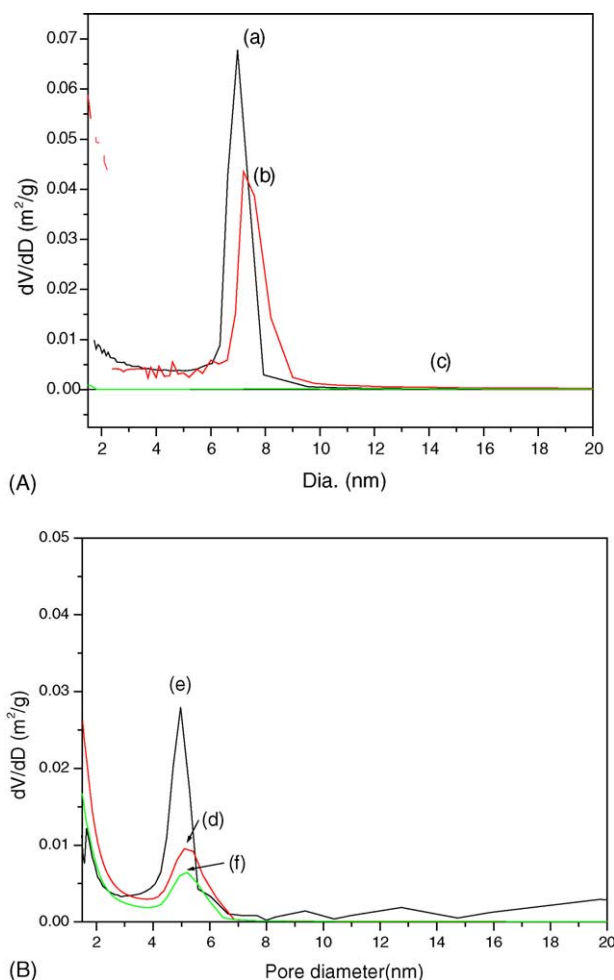 0.07
(a)
0.06
0.05
(b)
0.04
dV/dD (m²/g)
0.03
0.02
0.01
(c)
0.00
2 4 6 8 10 12 14 16 18 20
(A)
Dia. (nm)
0.05
0.04
0.03
(e)
dV/dD (m²/g)
0.02
(d)
0.01
(f)
0.00
2 4 6 8 10 12 14 16 18 20
(B)
Pore diameter(nm)